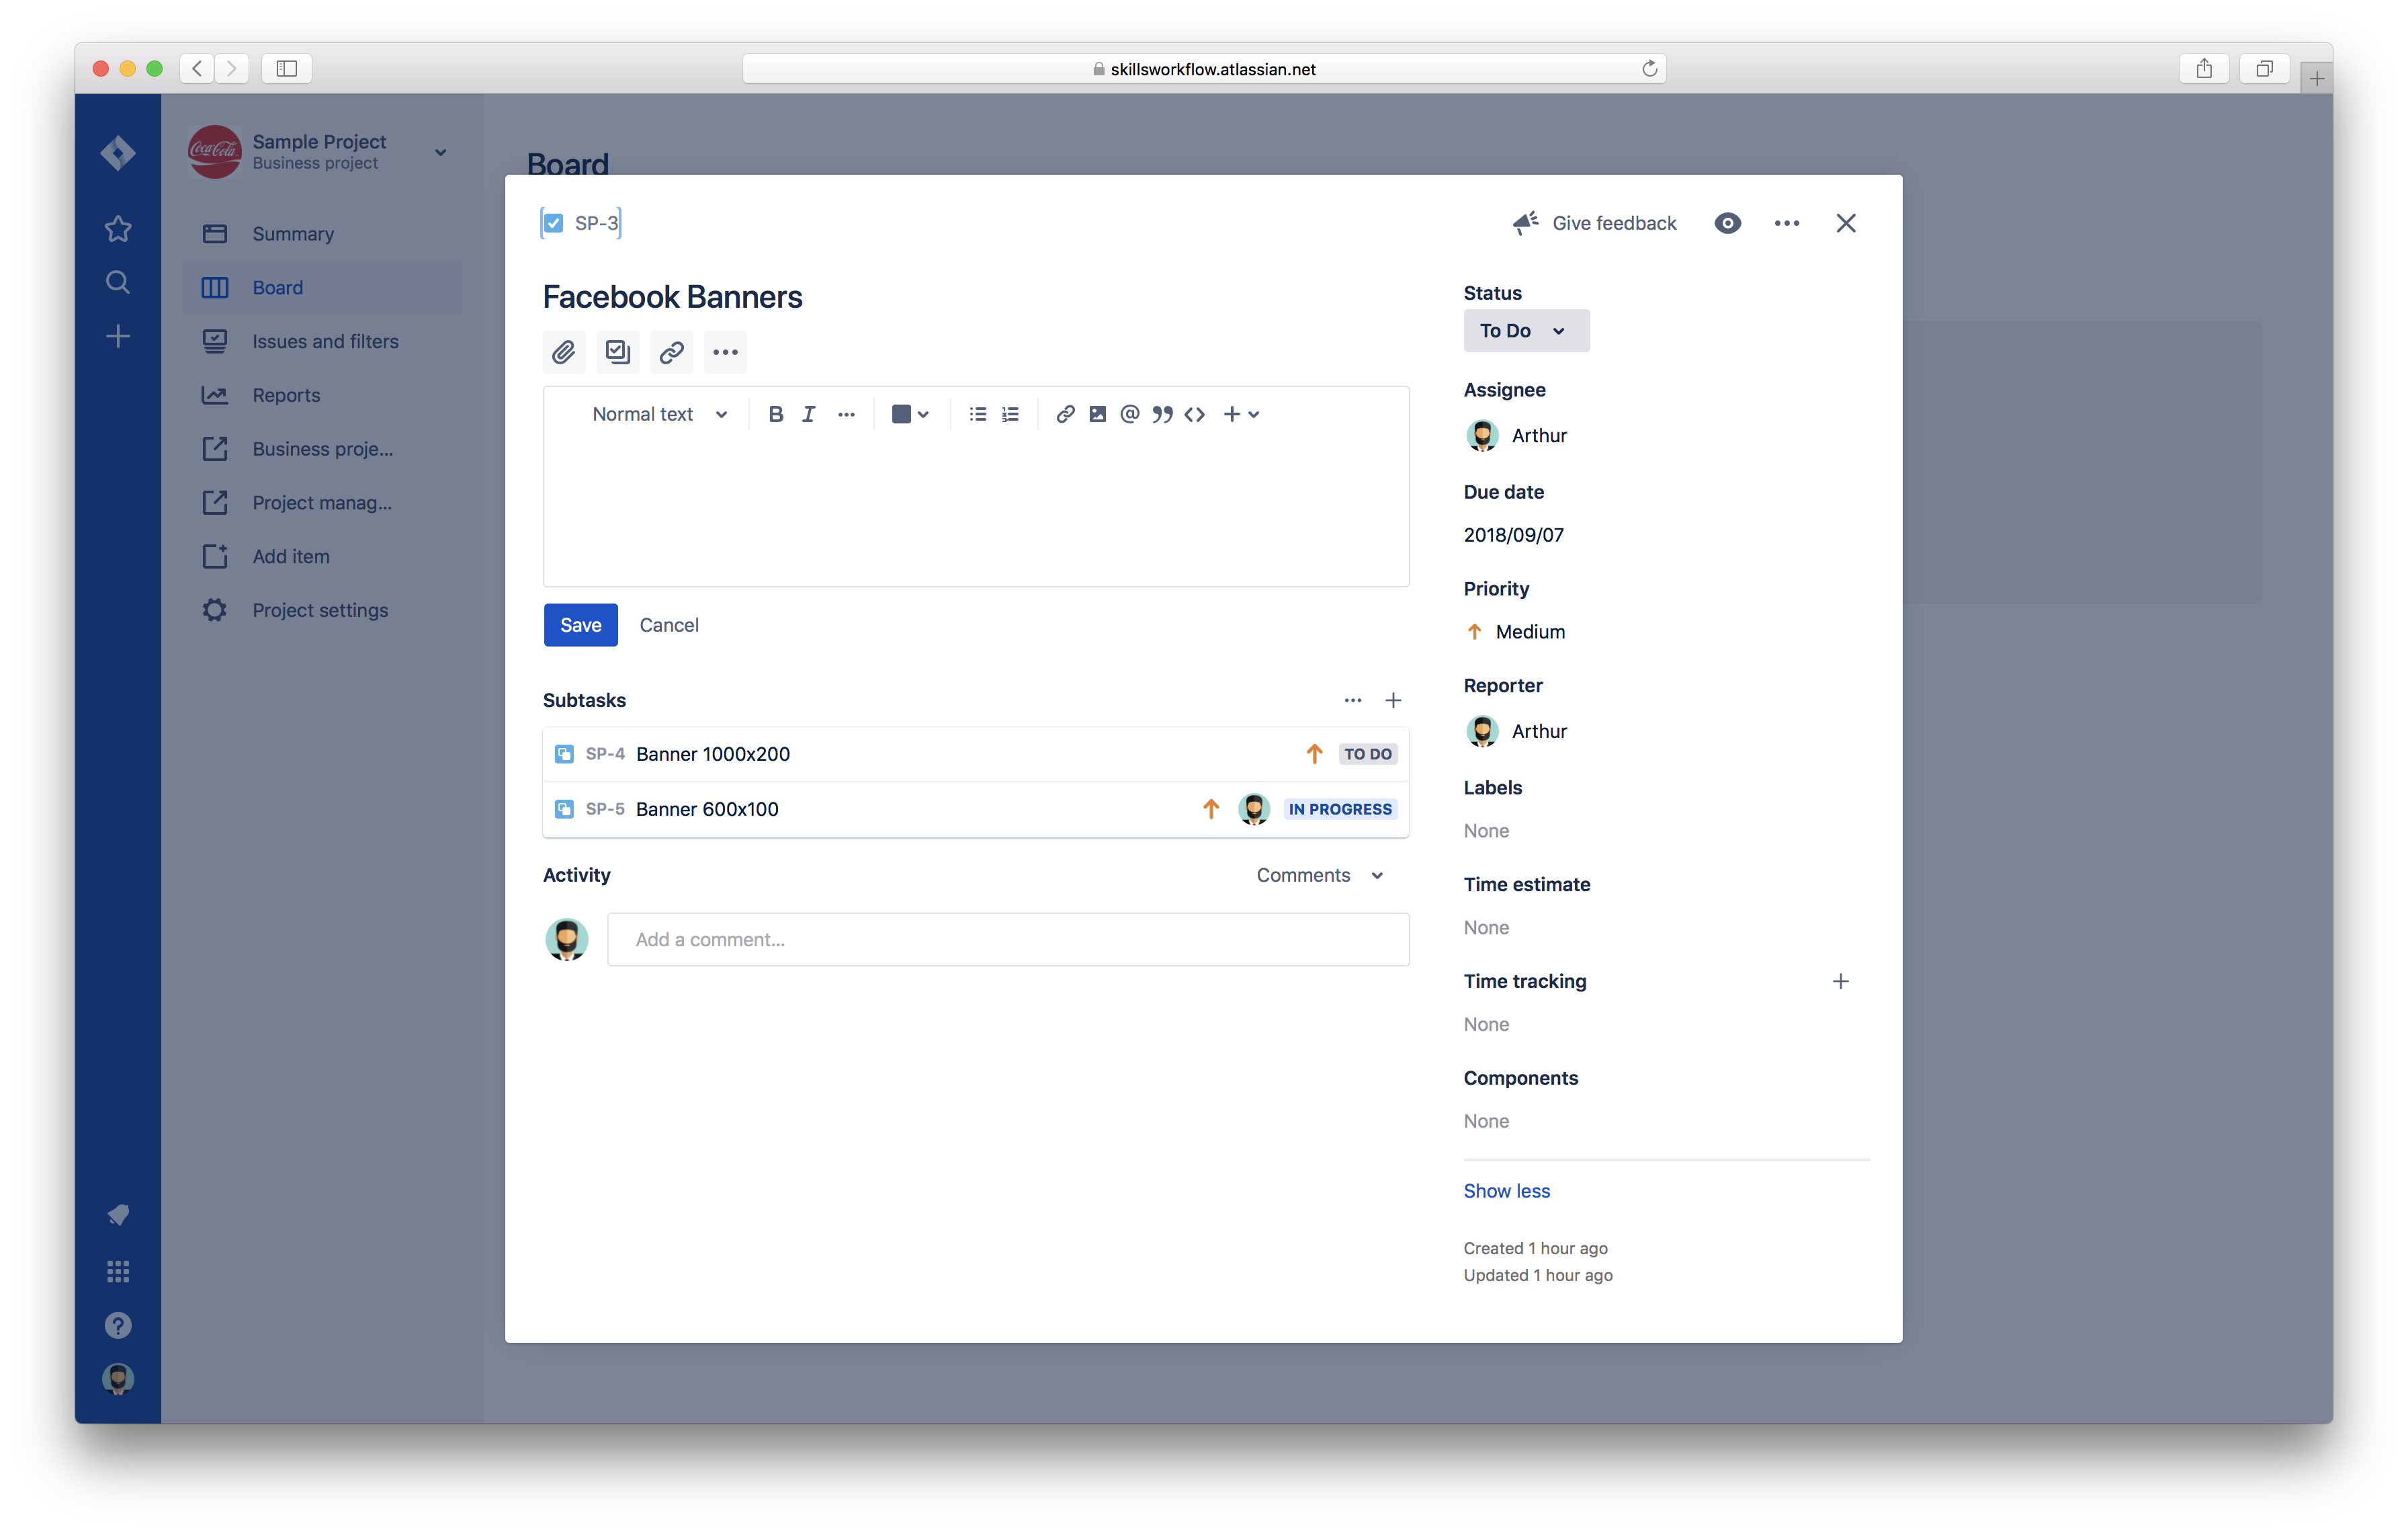 skillsworkflow.atlassian.net
Coca-Cola
Sample Project
Business project
Summary
Board
Issues and filters
Reports
Business proje...
Project manag...
Add item
Project settings
Board
SP-3
Give feedback
Facebook Banners
Normal text
B I
Save
Cancel
Subtasks
SP-4 Banner 1000x200 TO DO
SP-5 Banner 600x100 IN PROGRESS
Activity
Comments
Add a comment...
Status
To Do
Assignee
Arthur
Due date
2018/09/07
Priority
Medium
Reporter
Arthur
Labels
None
Time estimate
None
Time tracking
None
Components
None
Show less
Created 1 hour ago
Updated 1 hour ago